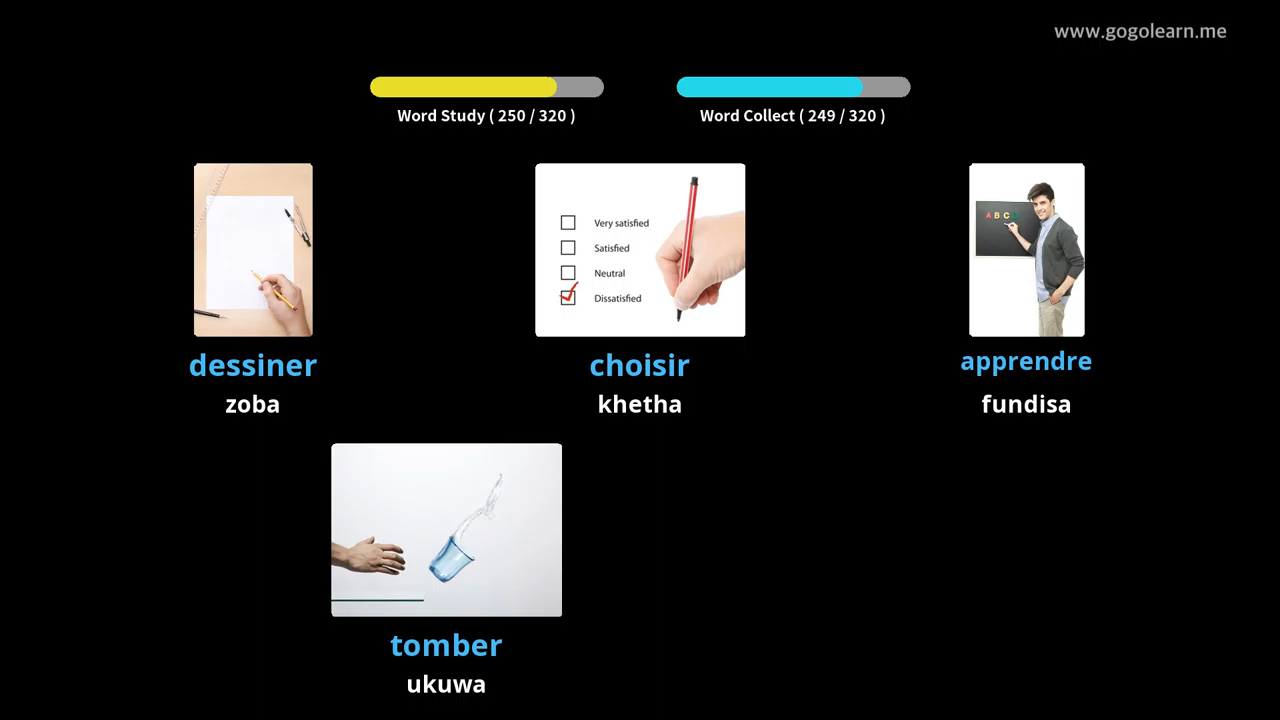 www.gogolearn.me
Word Study ( 250 / 320 )
Word Collect ( 249 / 320 )
Very satisfied
Satisfied
Neutral
Dissatisfied
A B C D
dessiner
choisir
apprendre
zoba
khetha
fundisa
tomber
ukuwa